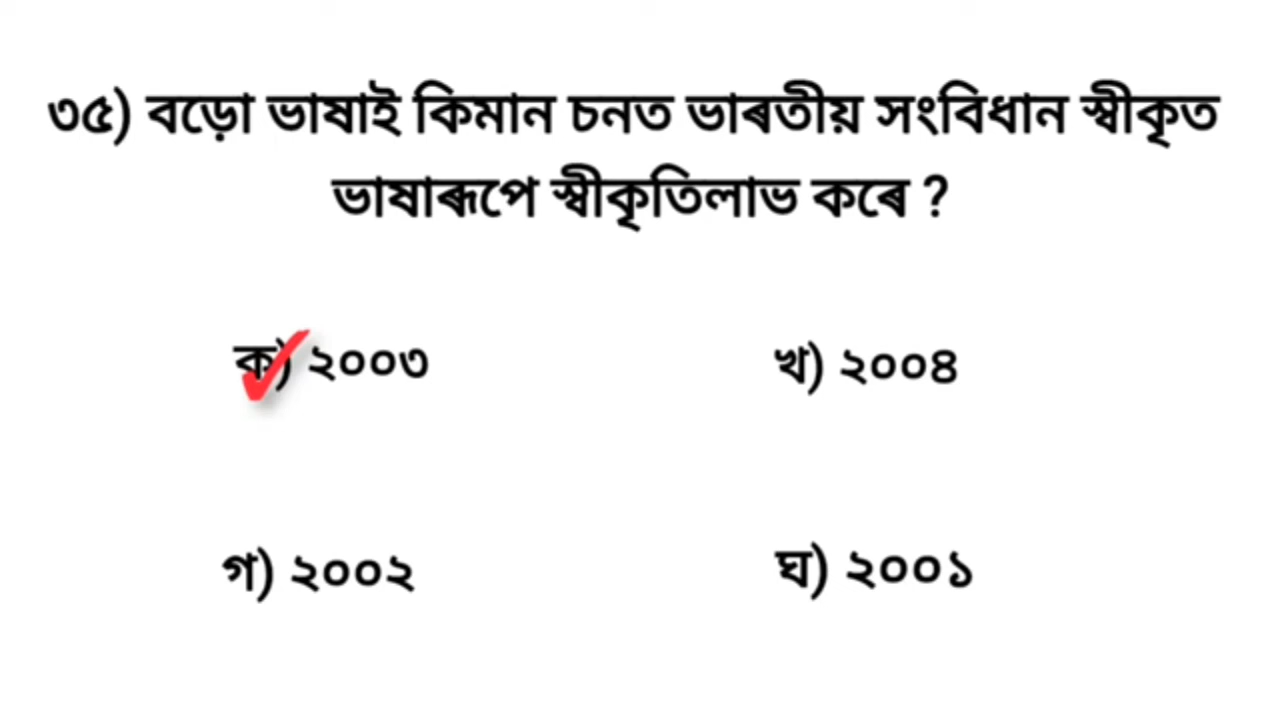 ৩৫) বড়ো ভাষাই কিমান চনত ভাৰতীয় সংবিধান স্বীকৃত
ভাষাৰূপে স্বীকৃতিলাভ কৰে ?
ক) ২০০৩
খ) ২০০৪
গ) ২০০২
ঘ) ২০০১